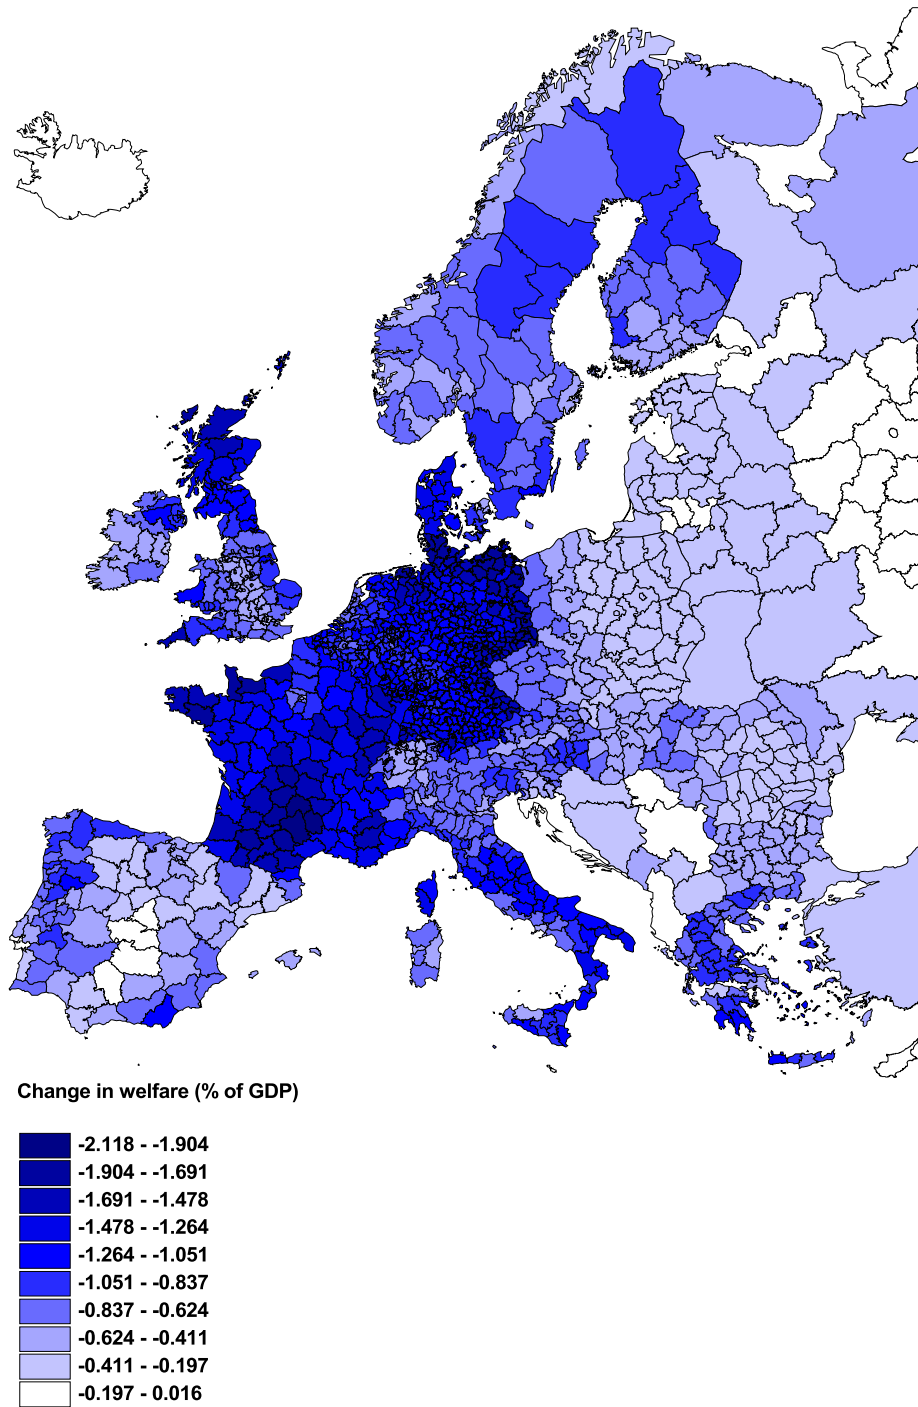 Change in welfare (% of GDP)
-2.118 - -1.904
-1.904 - -1.691
-1.691 - -1.478
-1.478 - -1.264
-1.264 - -1.051
-1.051 - -0.837
-0.837 - -0.624
-0.624 - -0.411
-0.411 - -0.197
-0.197 - 0.016